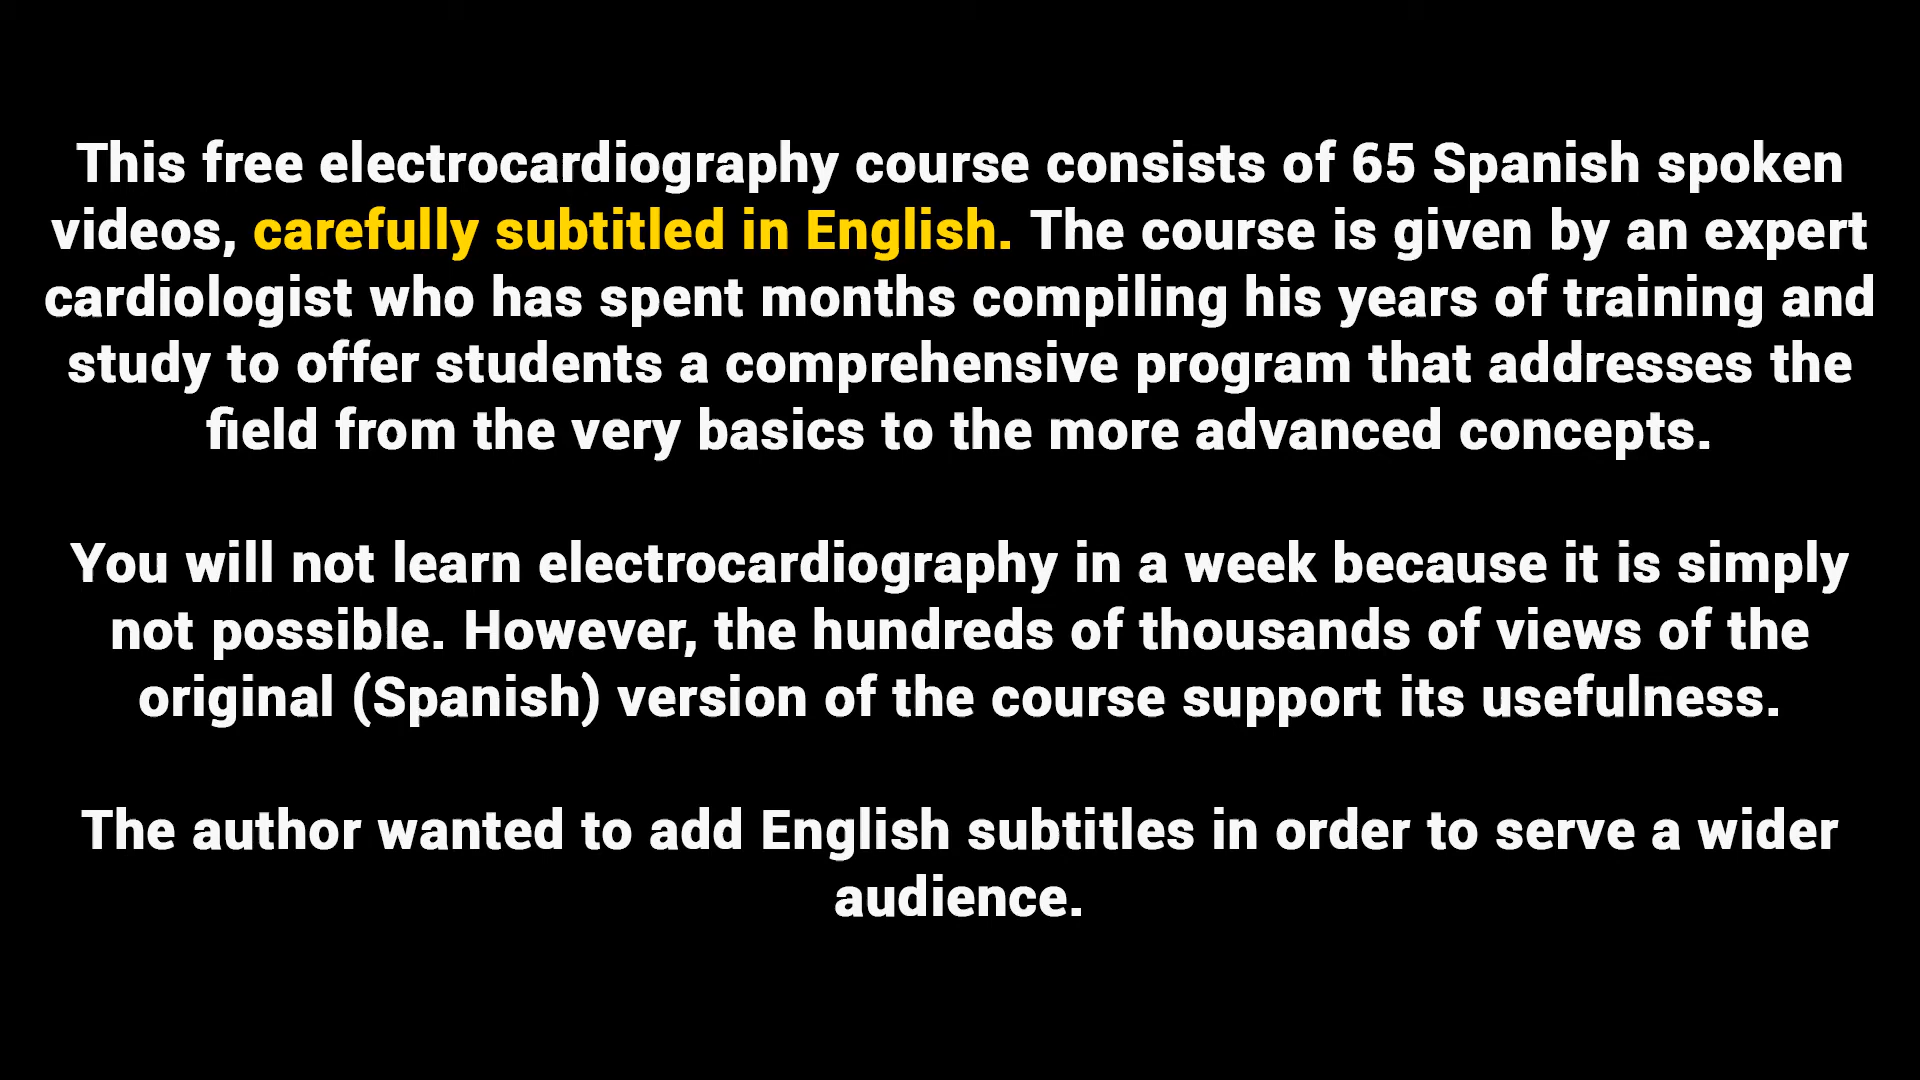 This free electrocardiography course consists of 65 Spanish spoken
videos, carefully subtitled in English. The course is given by an expert
cardiologist who has spent months compiling his years of training and
study to offer students a comprehensive program that addresses the
field from the very basics to the more advanced concepts.
You will not learn electrocardiography in a week because it is simply
not possible. However, the hundreds of thousands of views of the
original (Spanish) version of the course support its usefulness.
The author wanted to add English subtitles in order to serve a wider
audience.